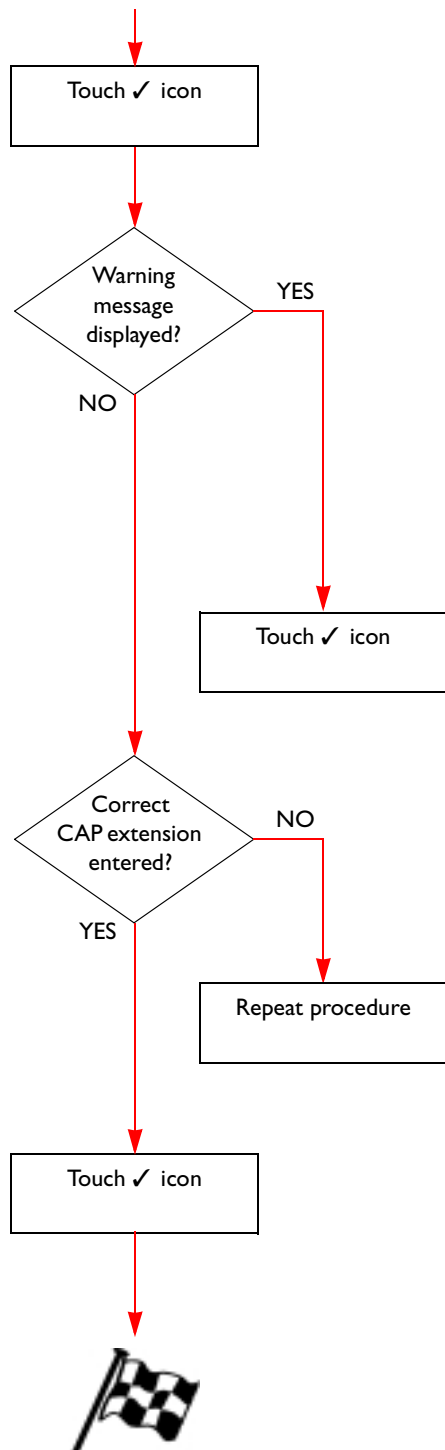 Touch ✓ icon
Warning
message
displayed?
YES
NO
Touch ✓ icon
Correct
CAP extension
entered?
NO
YES
Repeat procedure
Touch ✓ icon